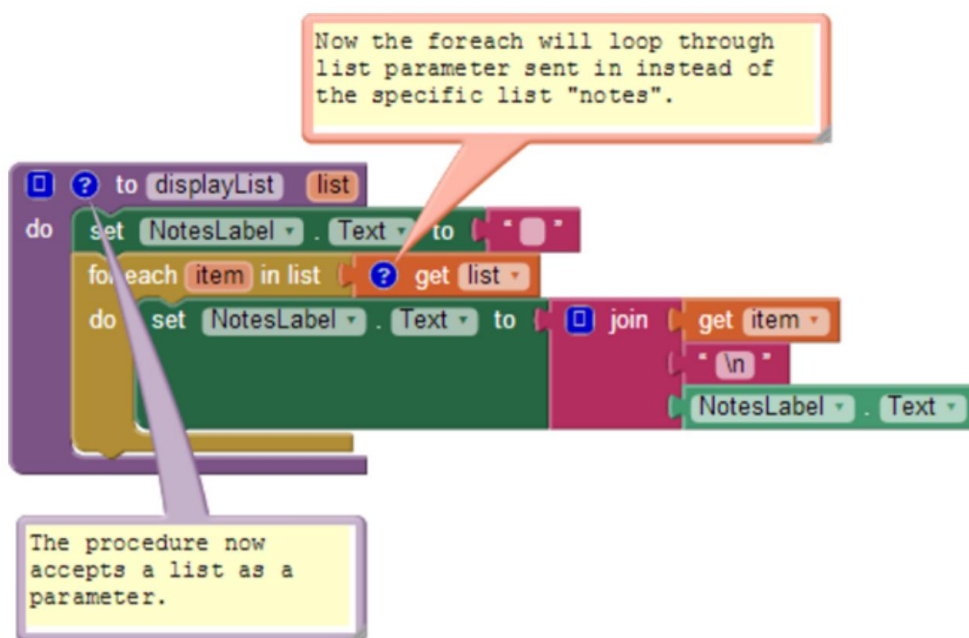 Now the foreach will loop through
list parameter sent in instead of
the specific list "notes".
? to displayList list
do set NotesLabel . Text to " "
for each item in list ? get list
do set NotesLabel . Text to join get item
" \n "
NotesLabel . Text
The procedure now
accepts a list as a
parameter.